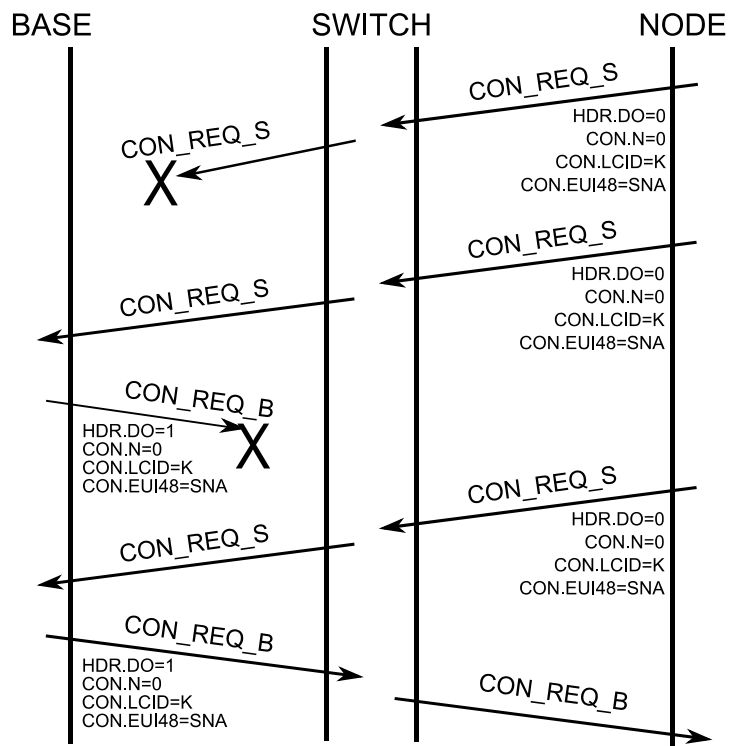 BASE
SWITCH
NODE
CON_REQ_S
HDR.DO=0
CON.N=0
CON.LCID=K
CON.EUI48=SNA
CON_REQ_S
X
CON_REQ_S
HDR.DO=0
CON.N=0
CON.LCID=K
CON.EUI48=SNA
CON_REQ_S
CON_REQ_B
HDR.DO=1
CON.N=0
CON.LCID=K
CON.EUI48=SNA
X
CON_REQ_S
HDR.DO=0
CON.N=0
CON.LCID=K
CON.EUI48=SNA
CON_REQ_S
CON_REQ_B
HDR.DO=1
CON.N=0
CON.LCID=K
CON.EUI48=SNA
CON_REQ_B